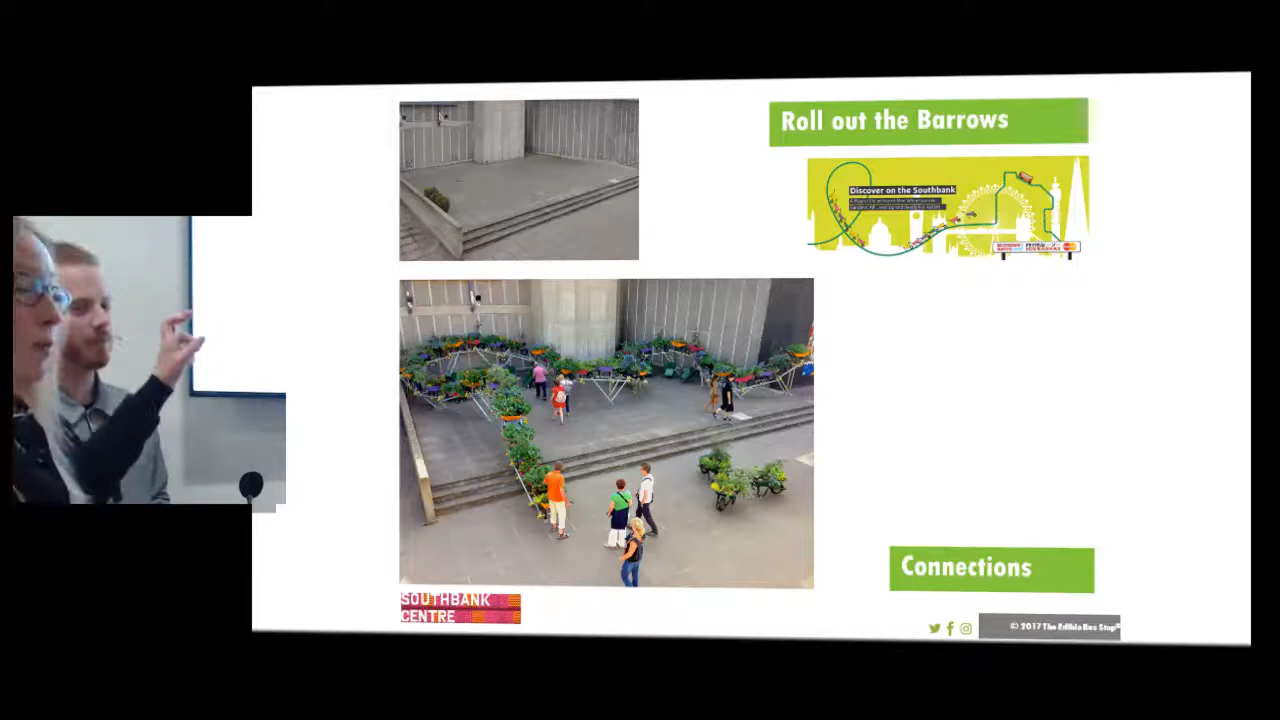 Roll out the Barrows
Discover on the Southbank
SOUTHBANK
CENTRE
Connections
© 2017 The Edible Bus Stop®